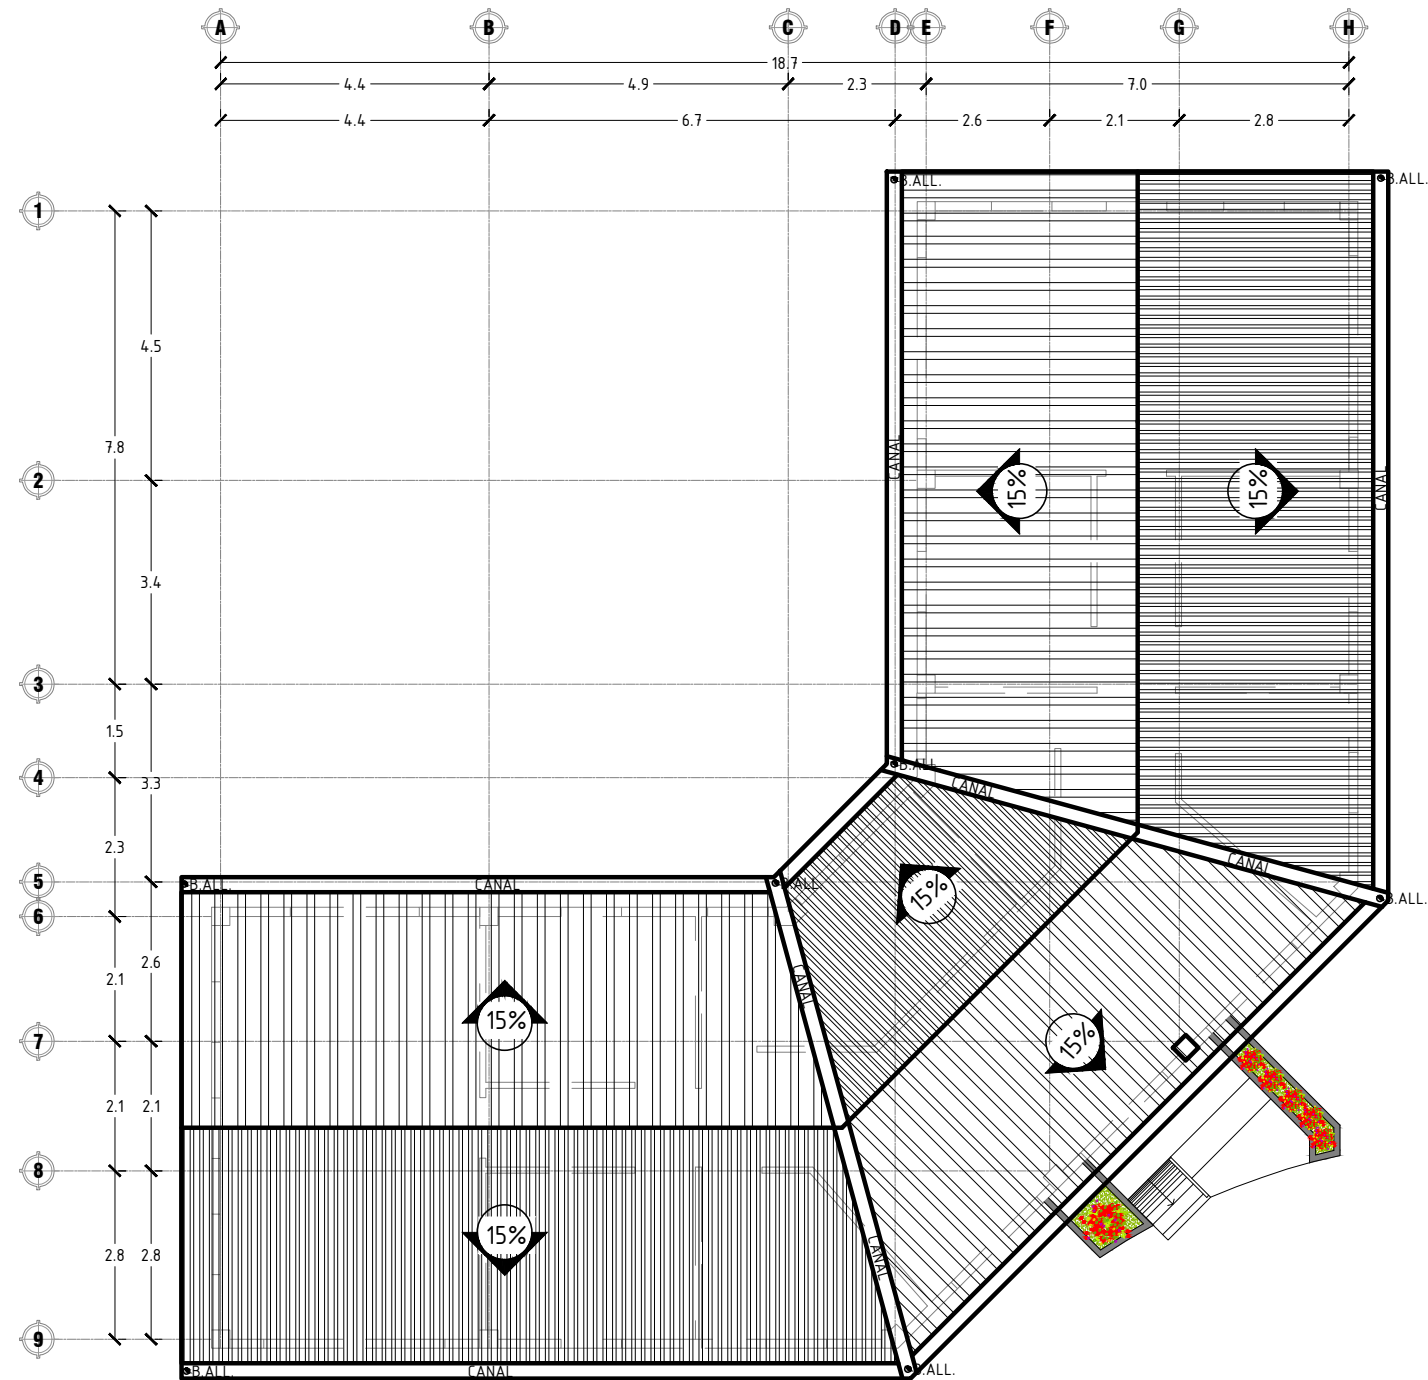 A B C D E F G H
18.7
4.4 4.9 2.3 7.0
4.4 6.7 2.6 2.1 2.8
B.ALL. B.ALL.
1
4.5
7.8
CANAL CANAL
2
15% 15%
3.4
3
1.5
B.ALL.
4
3.3
CANAL
2.3
CANAL
5
B.ALL. CANAL B.ALL.
15%
B.ALL.
6
2.6
2.1
CANAL
15%
7
15%
2.1 2.1
8
15%
2.8 2.8
CANAL
9
B.ALL. CANAL B.ALL.